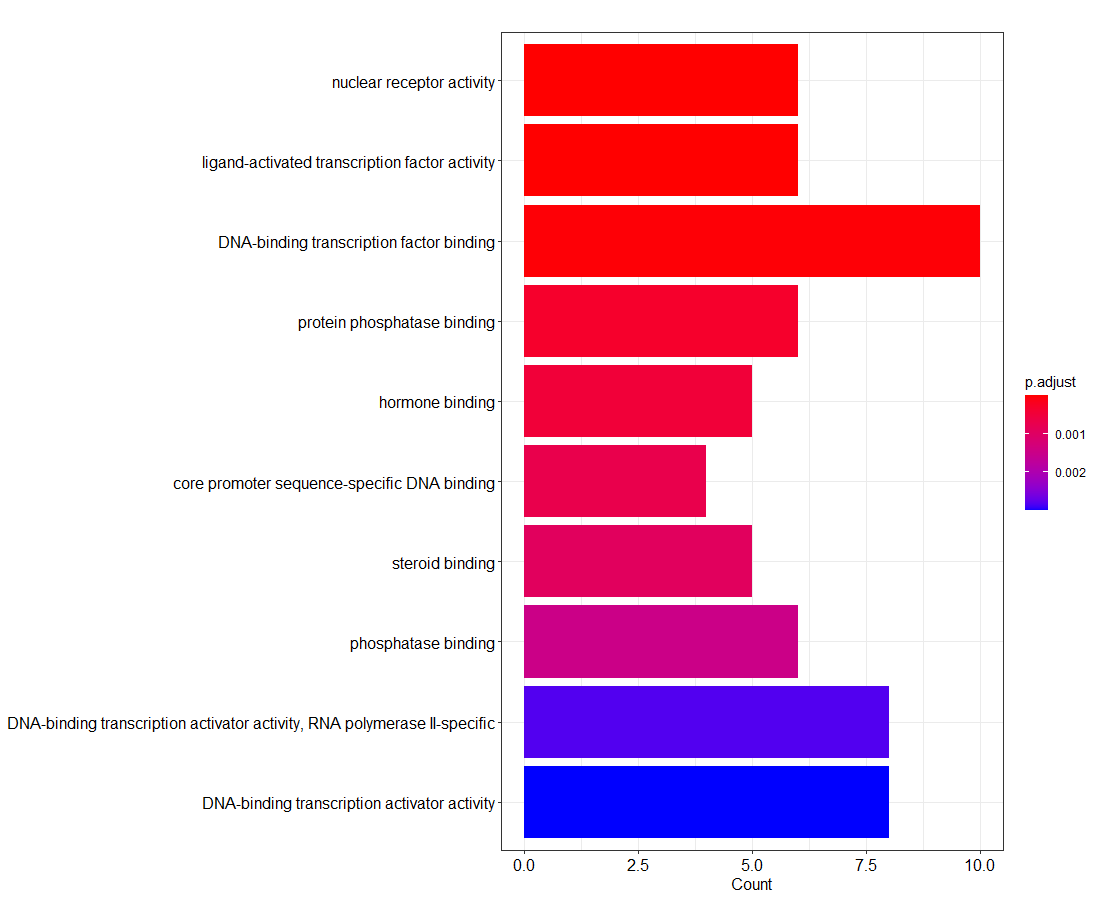 nuclear receptor activity
ligand-activated transcription factor activity
DNA-binding transcription factor binding
protein phosphatase binding
hormone binding
core promoter sequence-specific DNA binding
steroid binding
phosphatase binding
DNA-binding transcription activator activity, RNA polymerase II-specific
DNA-binding transcription activator activity
0.0 2.5 5.0 7.5 10.0
Count
p.adjust
0.001
0.002